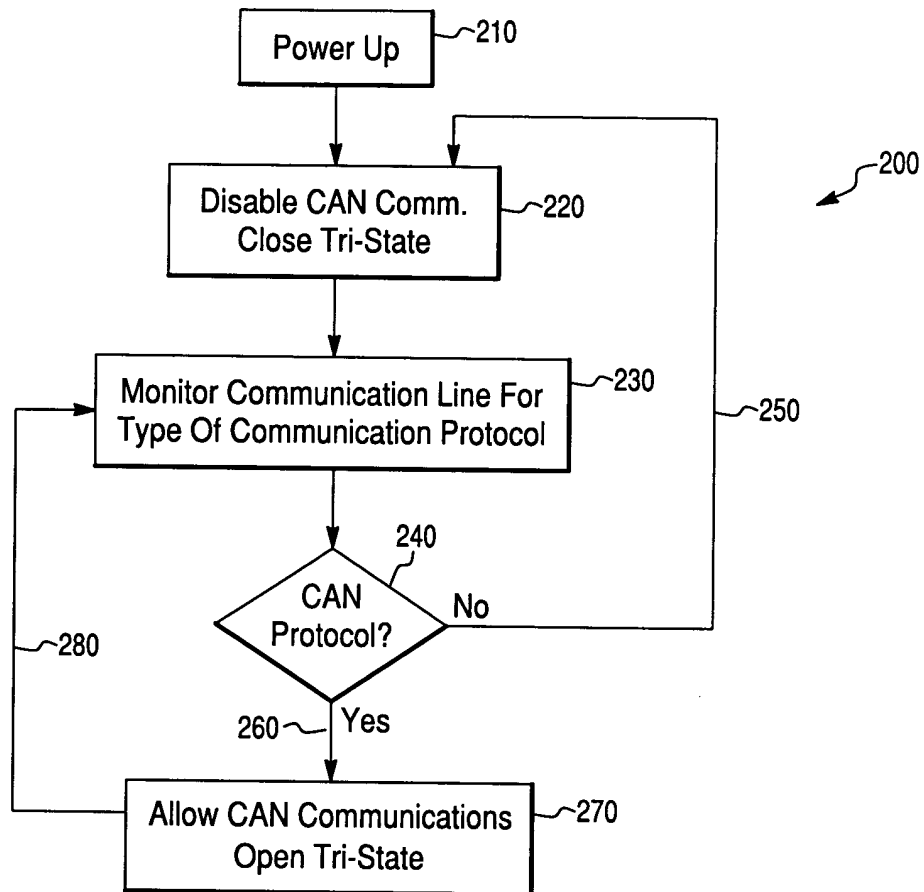 Power Up
210
200
Disable CAN Comm.
Close Tri-State
220
Monitor Communication Line For
Type Of Communication Protocol
230
250
240
CAN
Protocol?
No
280
260
Yes
Allow CAN Communications
Open Tri-State
270